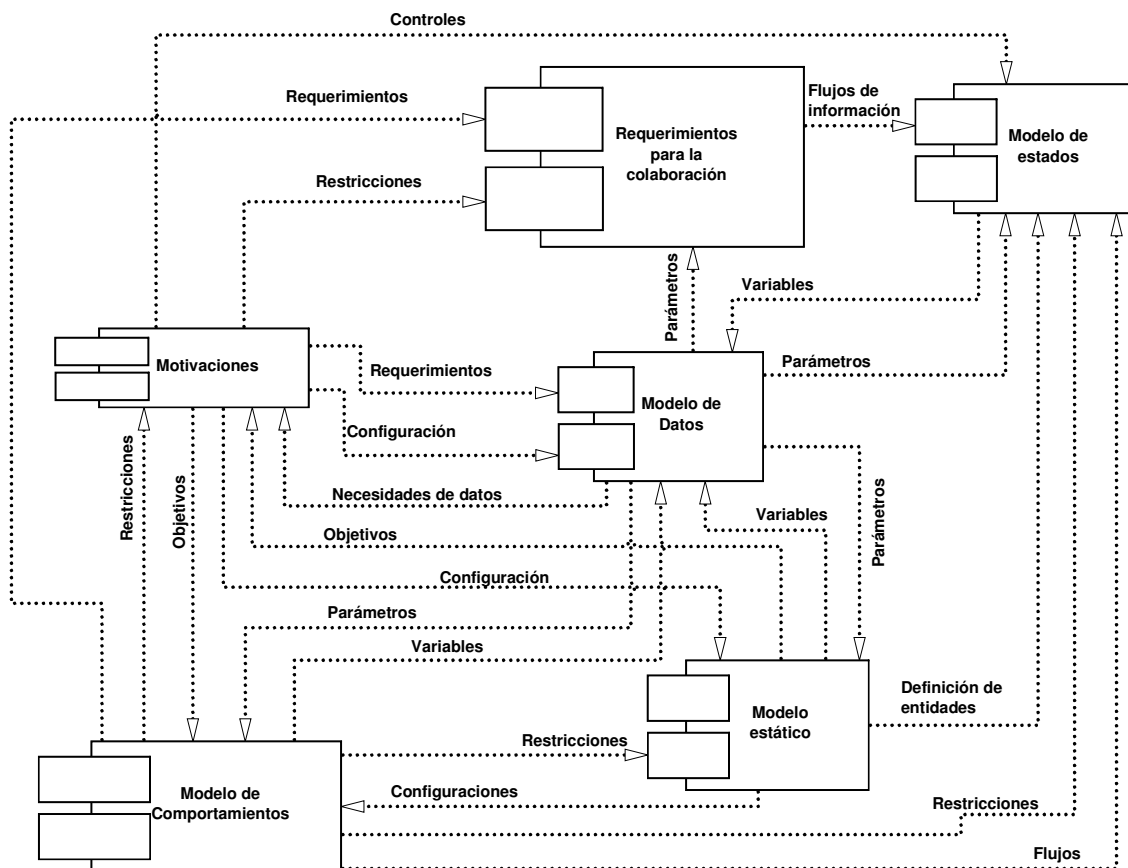 Controles
Requerimientos
Flujos de
información
Requerimientos
para la
colaboración
Modelo de
estados
Restricciones
Parámetros
Variables
Motivaciones
Requerimientos
Parámetros
Modelo de
Datos
Configuración
Restricciones
Objetivos
Necesidades de datos
Variables
Parámetros
Objetivos
Configuración
Parámetros
Variables
Definición de
entidades
Modelo
estático
Restricciones
Modelo de
Comportamientos
Configuraciones
Restricciones
Flujos